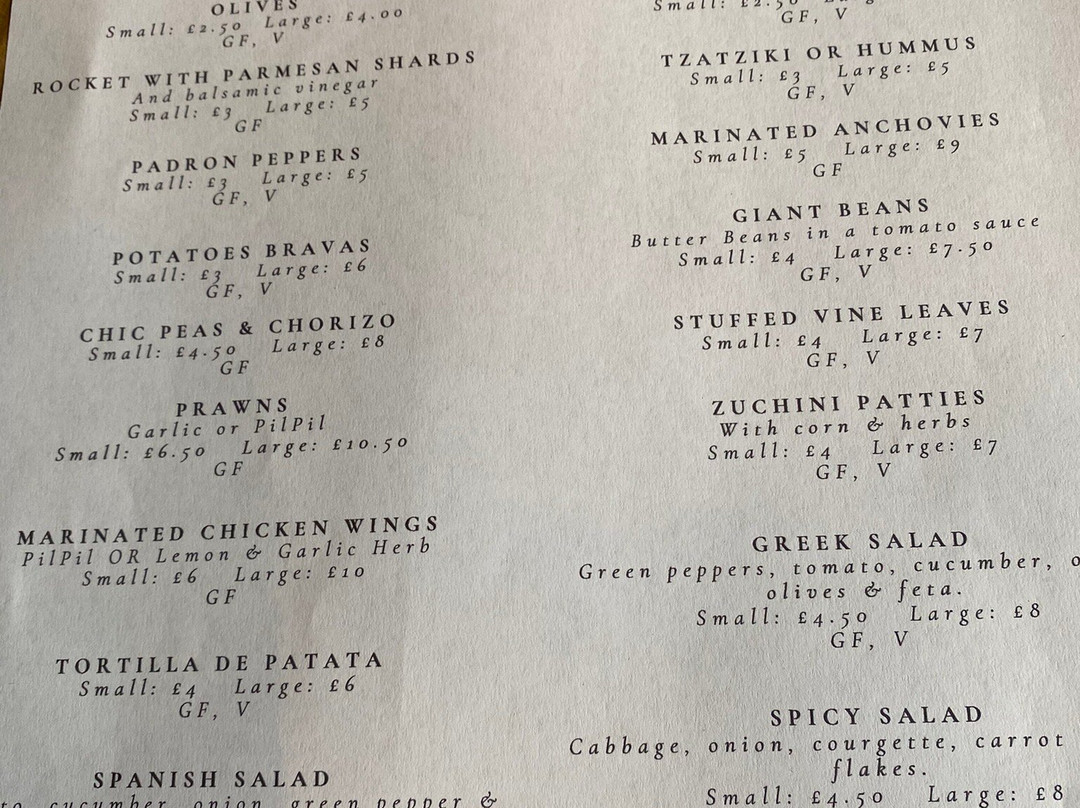 OLIVES
Small: £2.50 Large: £4.00
GF, V
ROCKET WITH PARMESAN SHARDS
And balsamic vinegar
Small: £3 Large: £5
GF
PADRON PEPPERS
Small: £3 Large: £5
GF, V
POTATOES BRAVAS
Small: £3 Large: £6
GF, V
CHIC PEAS & CHORIZO
Small: £4.50 Large: £8
GF
PRAWNS
Garlic or PilPil
Small: £6.50 Large: £10.50
GF
MARINATED CHICKEN WINGS
PilPil OR Lemon & Garlic Herb
Small: £6 Large: £10
GF
TORTILLA DE PATATA
Small: £4 Large: £6
GF, V
SPANISH SALAD
cucumber, onion, green pepper &
Small: £2.50
GF, V
TZATZIKI OR HUMMUS
Small: £3 Large: £5
GF, V
MARINATED ANCHOVIES
Small: £5 Large: £9
GF
GIANT BEANS
Butter Beans in a tomato sauce
Small: £4 Large: £7.50
GF, V
STUFFED VINE LEAVES
Small: £4 Large: £7
GF, V
ZUCHINI PATTIES
With corn & herbs
Small: £4 Large: £7
GF, V
GREEK SALAD
Green peppers, tomato, cucumber,
olives & feta.
Small: £4.50 Large: £8
GF, V
SPICY SALAD
Cabbage, onion, courgette, carrot
flakes.
Small: £4.50 Large: £8